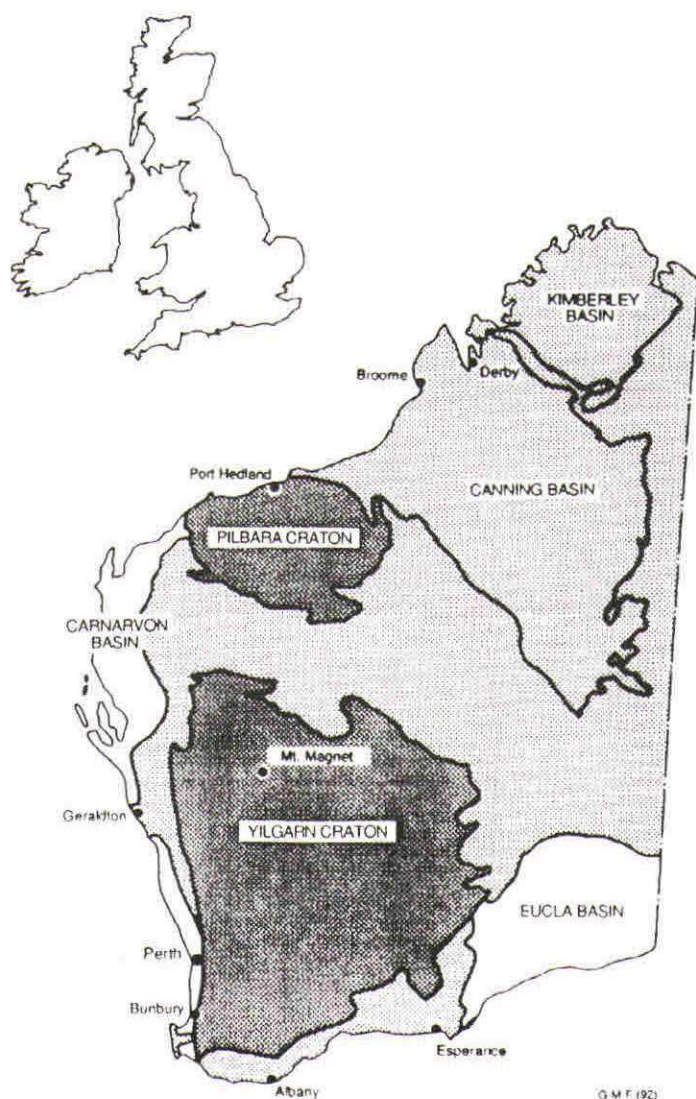 KIMBERLEY
BASIN
Derby
Broome
Port Hedland
CANNING BASIN
PILBARA CRATON
CARNARVON
BASIN
Mt. Magnet
Geraldton
YILGARN CRATON
EUCLA BASIN
Perth
Bunbury
Esperance
Albany
G.M.F. (92)